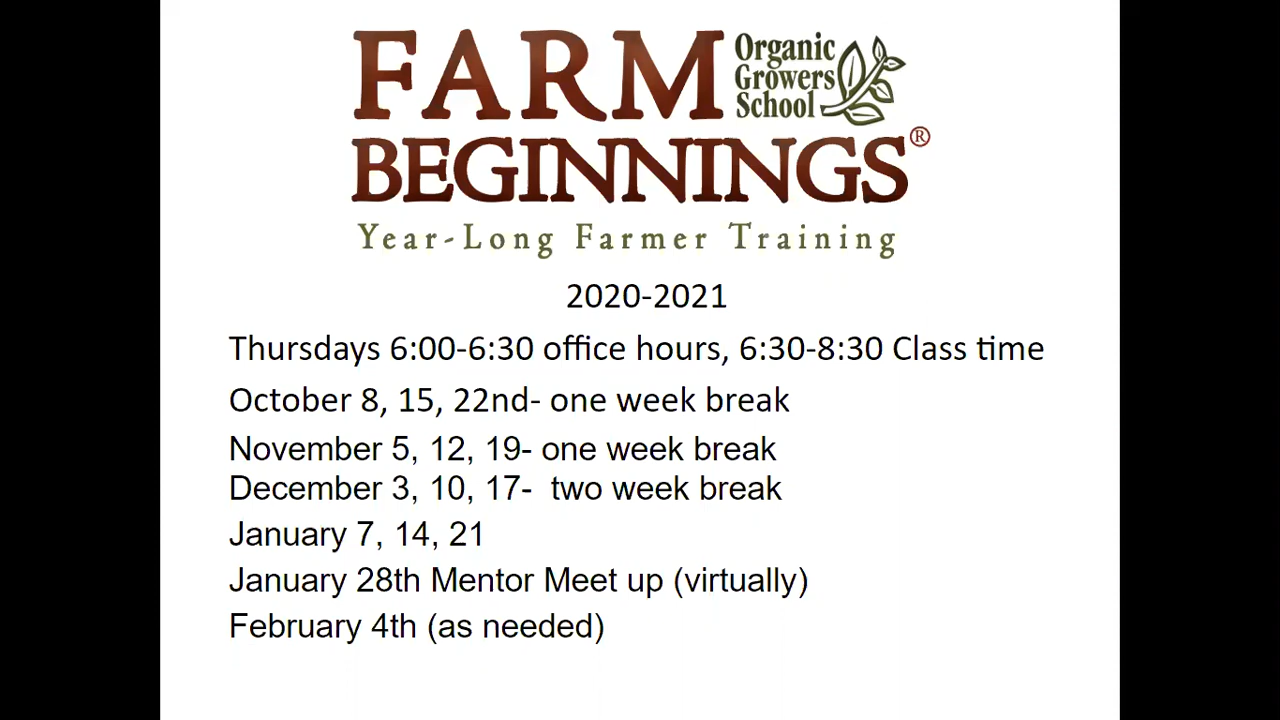 FARM
Organic
Growers
School
BEGINNINGS®
Year-Long Farmer Training
2020-2021
Thursdays 6:00-6:30 office hours, 6:30-8:30 Class time
October 8, 15, 22nd- one week break
November 5, 12, 19- one week break
December 3, 10, 17-  two week break
January 7, 14, 21
January 28th Mentor Meet up (virtually)
February 4th (as needed)